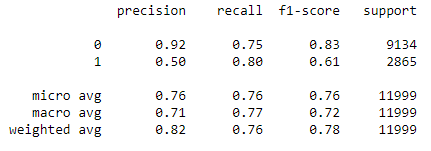 precision recall f1-score support
0 0.92 0.75 0.83 9134
1 0.50 0.80 0.61 2865
micro avg 0.76 0.76 0.76 11999
macro avg 0.71 0.77 0.72 11999
weighted avg 0.82 0.76 0.78 11999